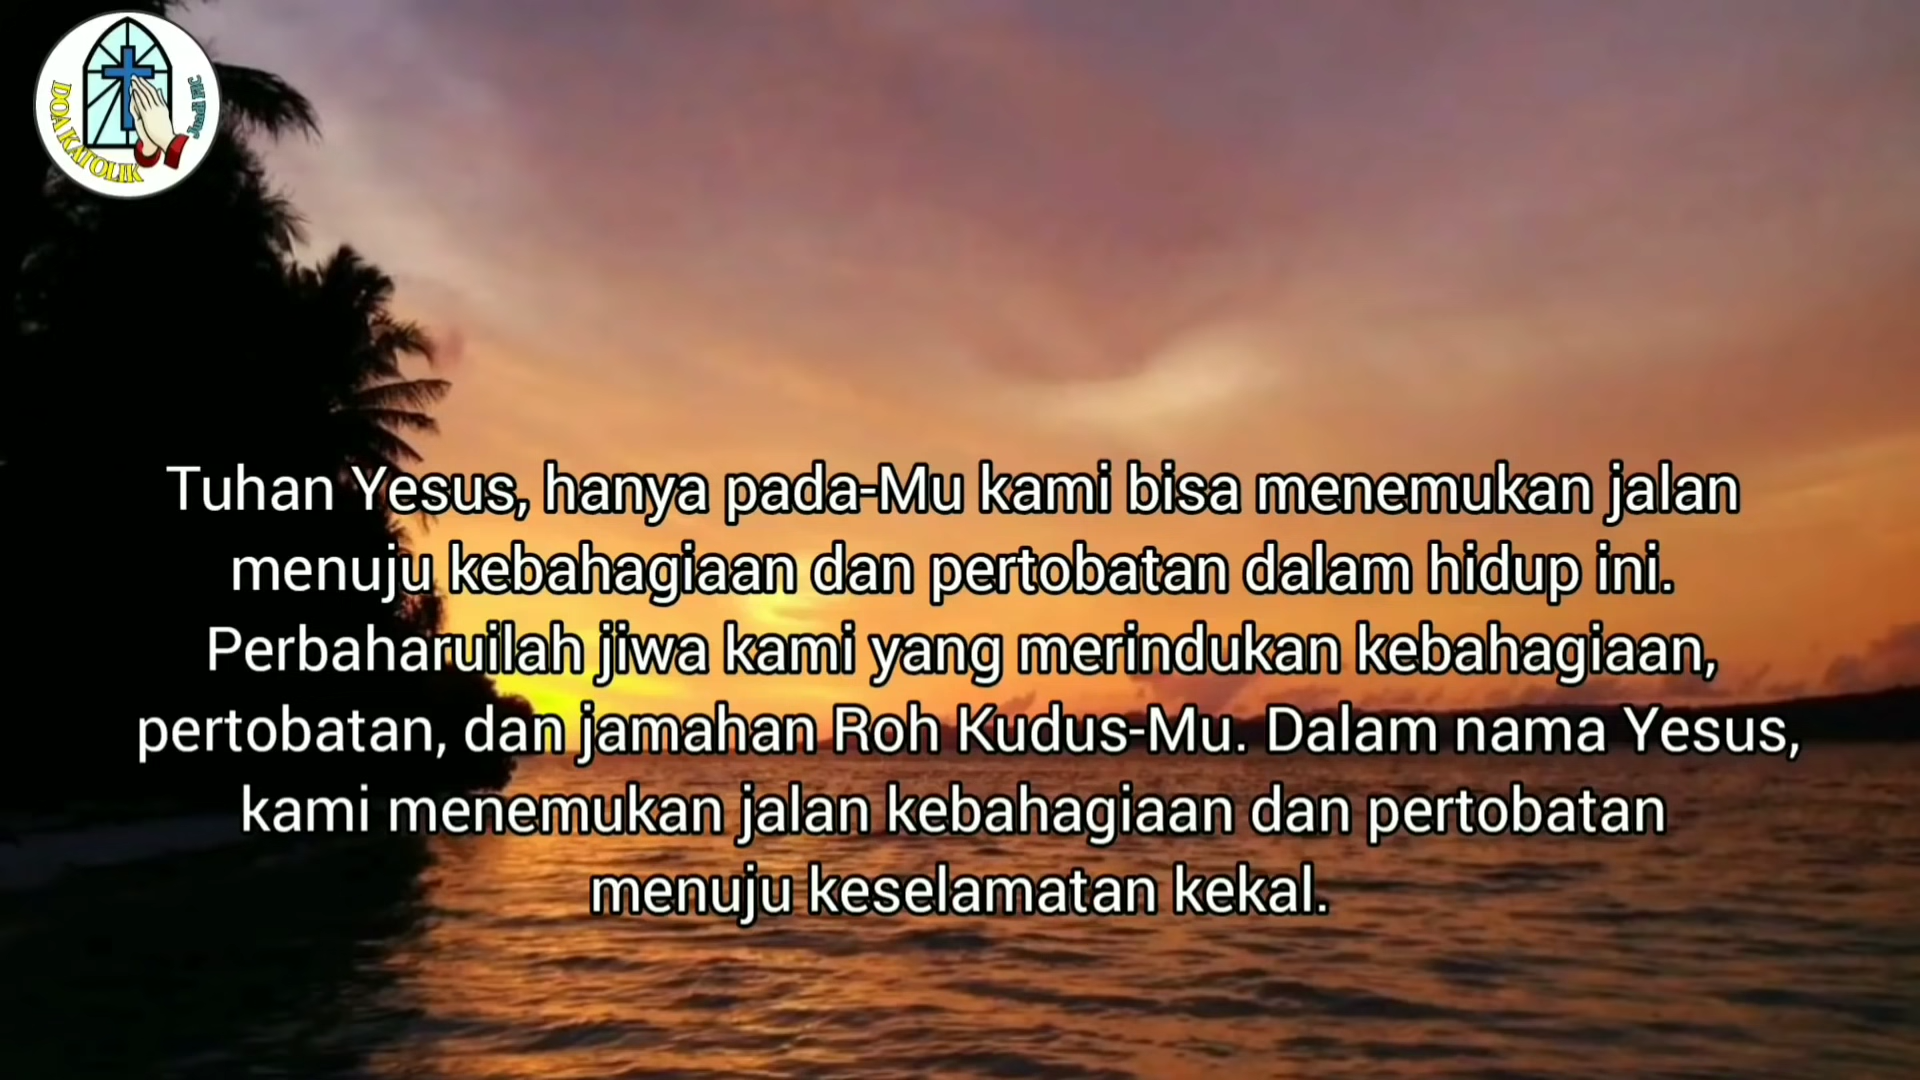 DOA KATOLIK
Tuhan Yesus, hanya pada-Mu kami bisa menemukan jalan
menuju kebahagiaan dan pertobatan dalam hidup ini.
Perbaharuilah jiwa kami yang merindukan kebahagiaan,
pertobatan, dan jamahan Roh Kudus-Mu. Dalam nama Yesus,
kami menemukan jalan kebahagiaan dan pertobatan
menuju keselamatan kekal.